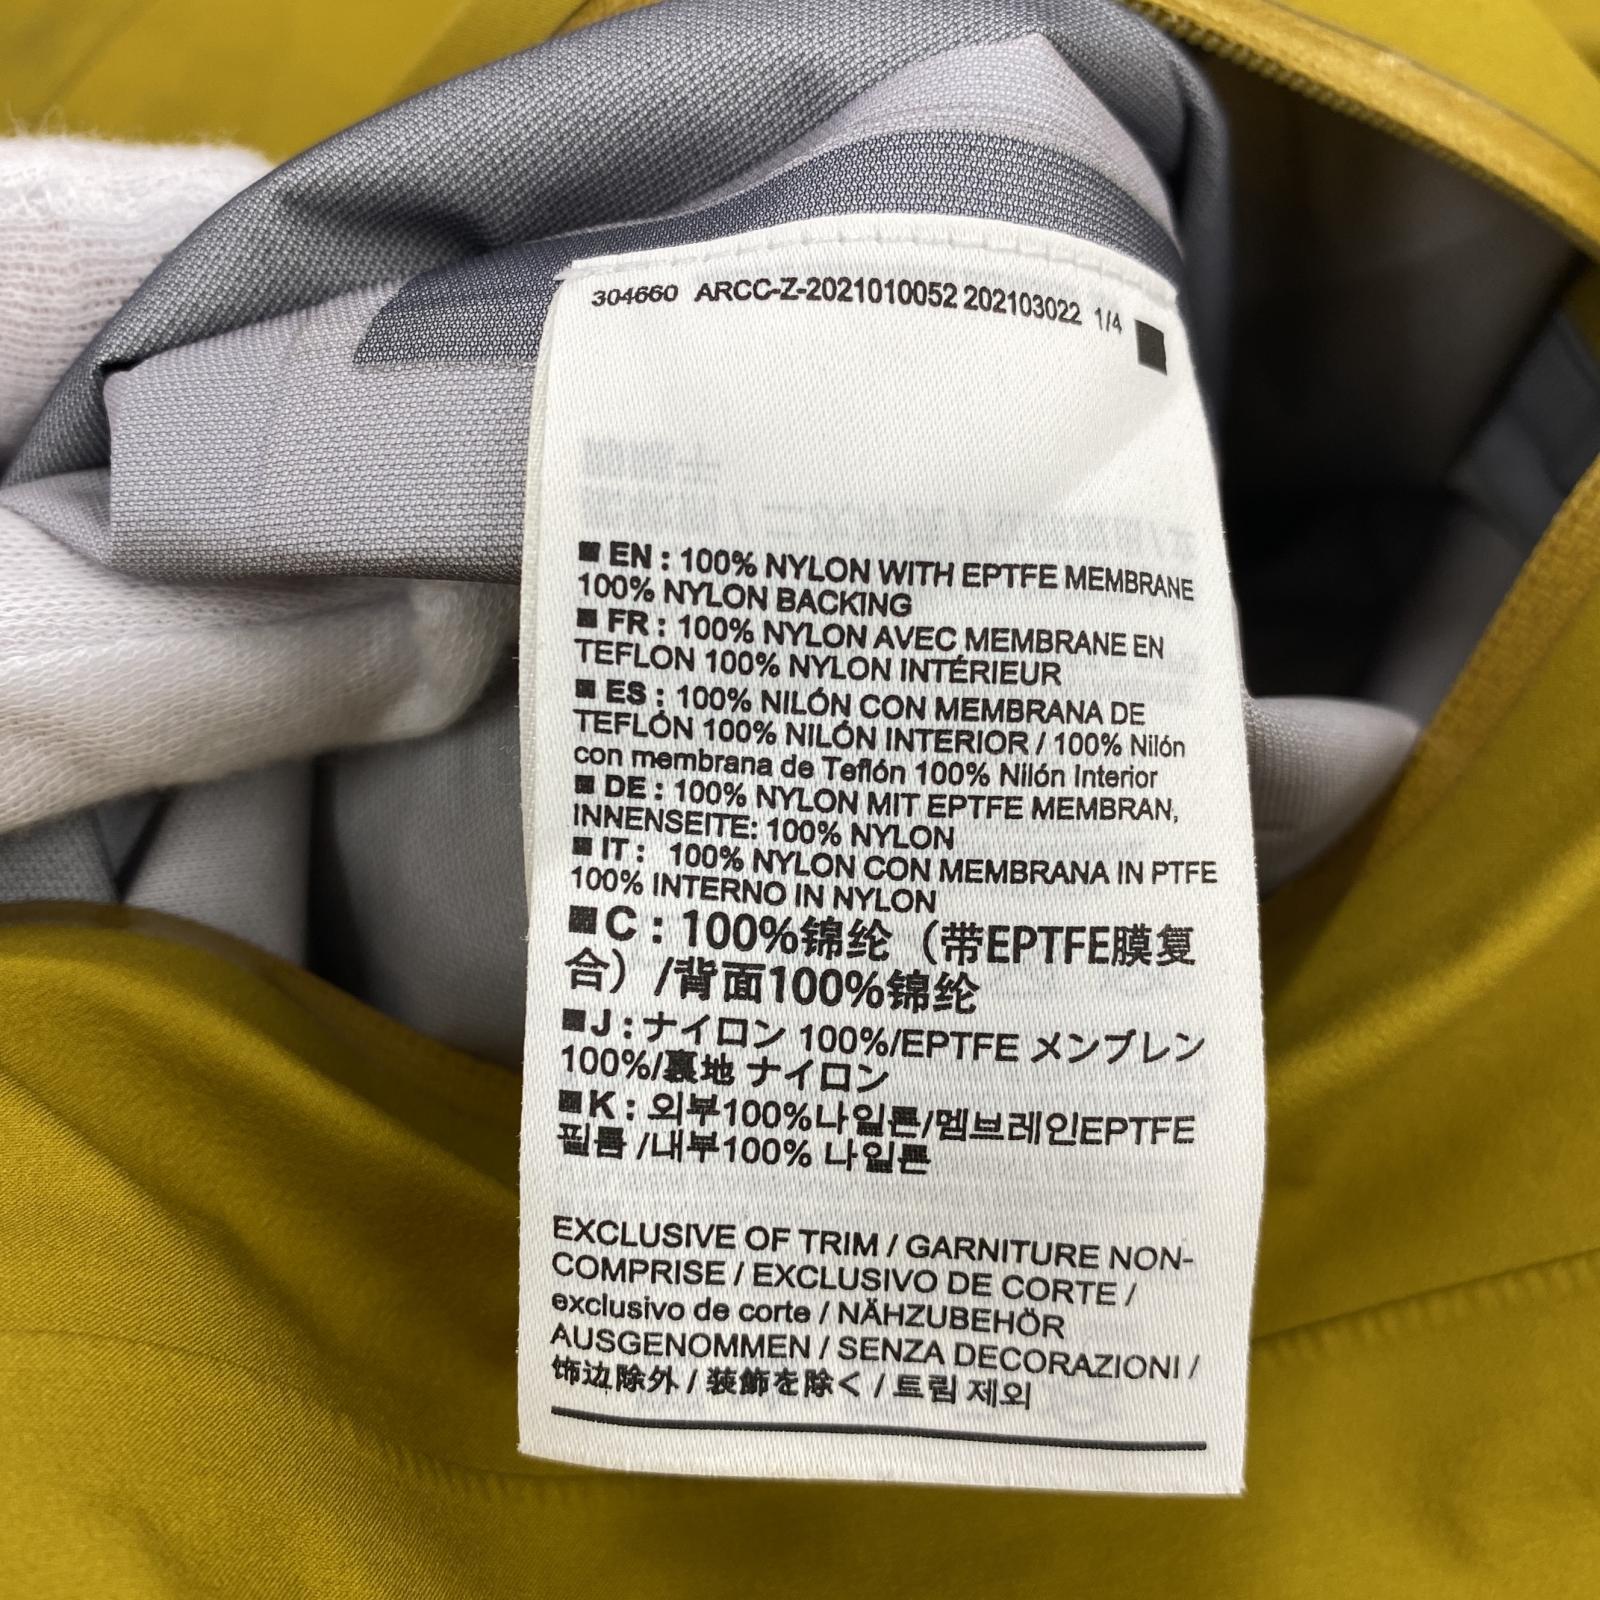 304660 ARCC-Z-2021010052 202103022 1/4
EN : 100% NYLON WITH EPTFE MEMBRANE
100% NYLON BACKING
FR : 100% NYLON AVEC MEMBRANE EN
TEFLON 100% NYLON INTÉRIEUR
ES : 100% NILÓN CON MEMBRANA DE
TEFLÓN 100% NILÓN INTERIOR / 100% Nilón
con membrana de Teflón 100% Nilón Interior
DE : 100% NYLON MIT EPTFE MEMBRAN,
INNENSEITE: 100% NYLON
IT : 100% NYLON CON MEMBRANA IN PTFE
100% INTERNO IN NYLON
C : 100%锦纶（带EPTFE膜复
合）/背面100%锦纶
J : ナイロン 100%/EPTFE メンブレン
100%/裏地 ナイロン
K : 외부100%나일론/멤브레인EPTFE
필름 /내부100% 나일론
EXCLUSIVE OF TRIM / GARNITURE NON-
COMPRISE / EXCLUSIVO DE CORTE /
exclusivo de corte / NÄHZUBEHÖR
AUSGENOMMEN / SENZA DECORAZIONI /
饰边除外 / 装飾を除く / 트림 제외